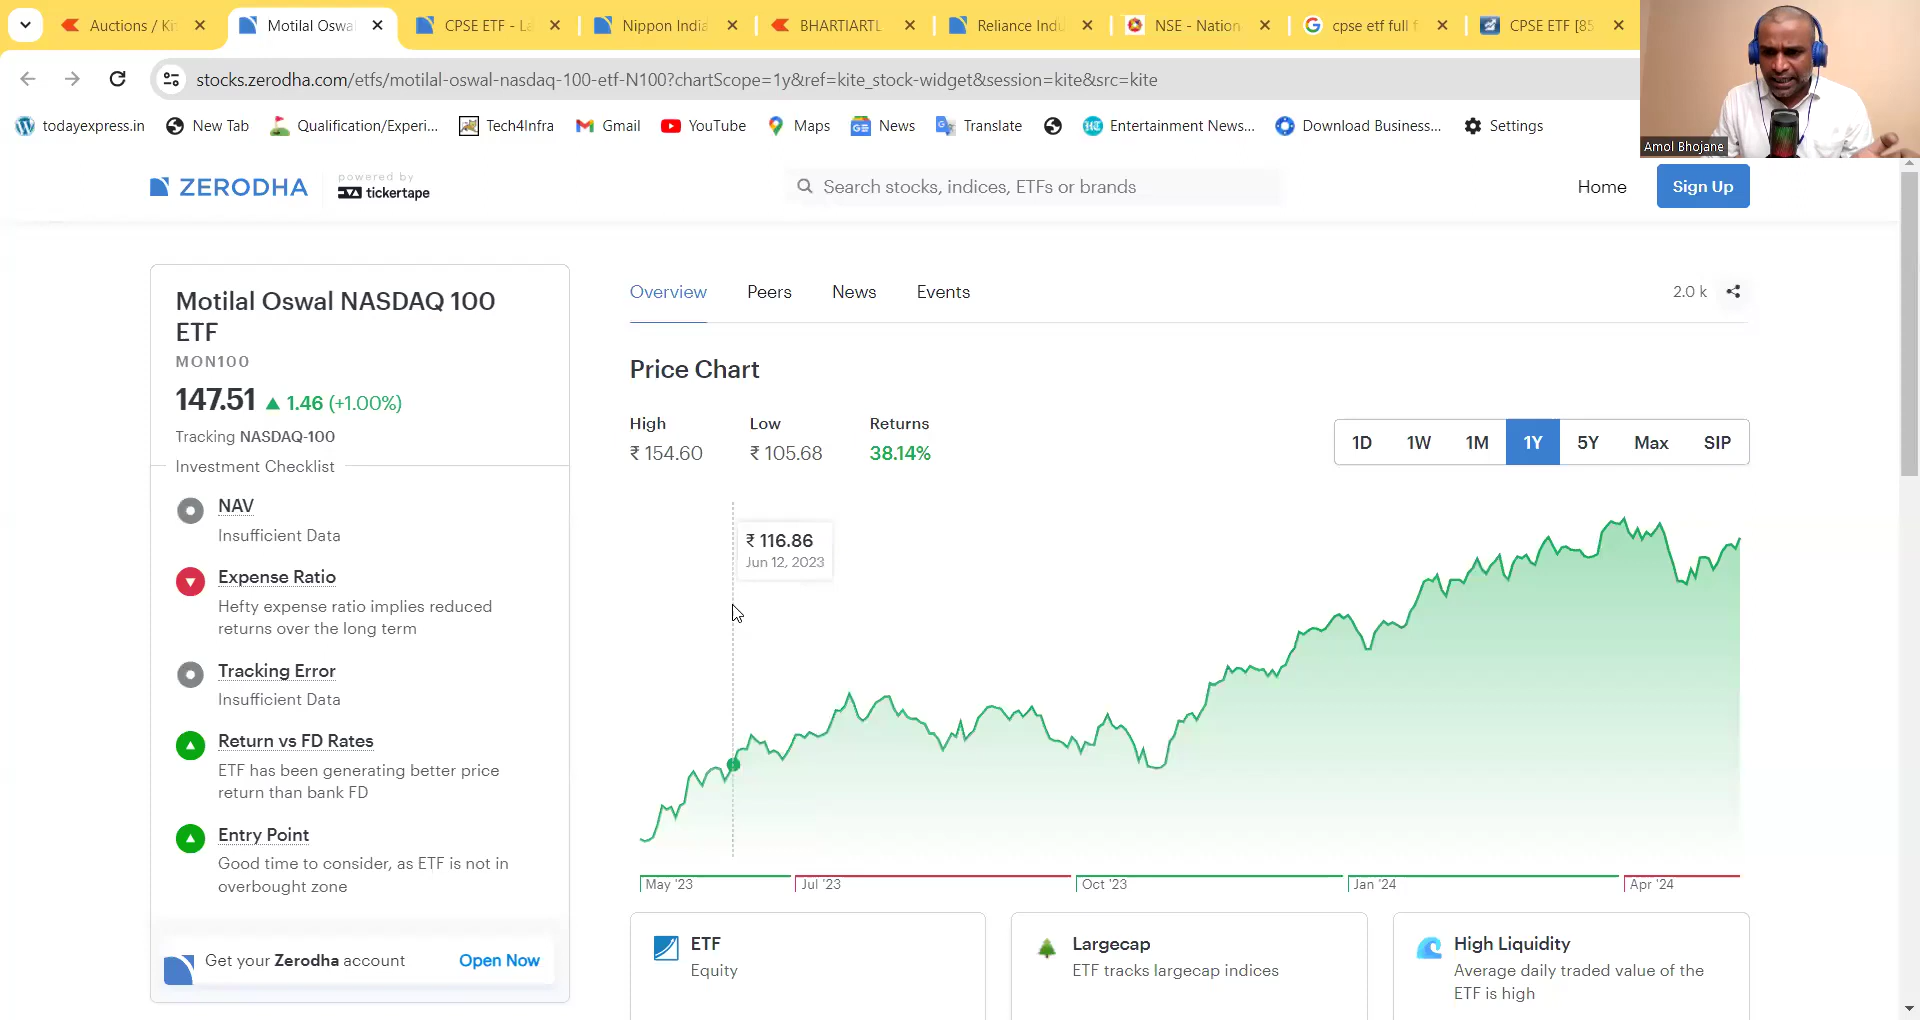 Auctions / Ki
Motilal Oswa
CPSE ETF - La
Nippon India
BHARTIARTL
Reliance Indu
NSE - Nation
cpse etf full f
CPSE ETF [85
stocks.zerodha.com/etfs/motilal-oswal-nasdaq-100-etf-N100?chartScope=1y&ref=kite_stock-widget&session=kite&src=kite
todayexpress.in
New Tab
Qualification/Experi...
Tech4Infra
Gmail
YouTube
Maps
News
Translate
Entertainment News...
Download Business...
Settings
Amol Bhojane
ZERODHA
powered by
tickertape
Search stocks, indices, ETFs or brands
Home
Sign Up
Motilal Oswal NASDAQ 100
ETF
MON100
147.51 ▲ 1.46 (+1.00%)
Tracking NASDAQ-100
Investment Checklist
NAV
Insufficient Data
Expense Ratio
Hefty expense ratio implies reduced
returns over the long term
Tracking Error
Insufficient Data
Return vs FD Rates
ETF has been generating better price
return than bank FD
Entry Point
Good time to consider, as ETF is not in
overbought zone
Get your Zerodha account
Open Now
Overview
Peers
News
Events
2.0 k
Price Chart
High
Low
Returns
₹ 154.60
₹ 105.68
38.14%
1D
1W
1M
1Y
5Y
Max
SIP
₹ 116.86
Jun 12, 2023
May '23
Jul '23
Oct '23
Jan '24
Apr '24
ETF
Equity
Largecap
ETF tracks largecap indices
High Liquidity
Average daily traded value of the
ETF is high